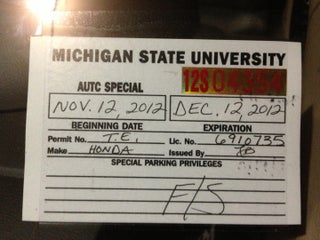 MICHIGAN STATE UNIVERSITY
AUTC SPECIAL 12S04354
NOV. 12, 2012 DEC. 12, 2012
BEGINNING DATE EXPIRATION
Permit No. T.E. Lic. No. 6910735
Make HONDA Issued By
SPECIAL PARKING PRIVILEGES
F/S